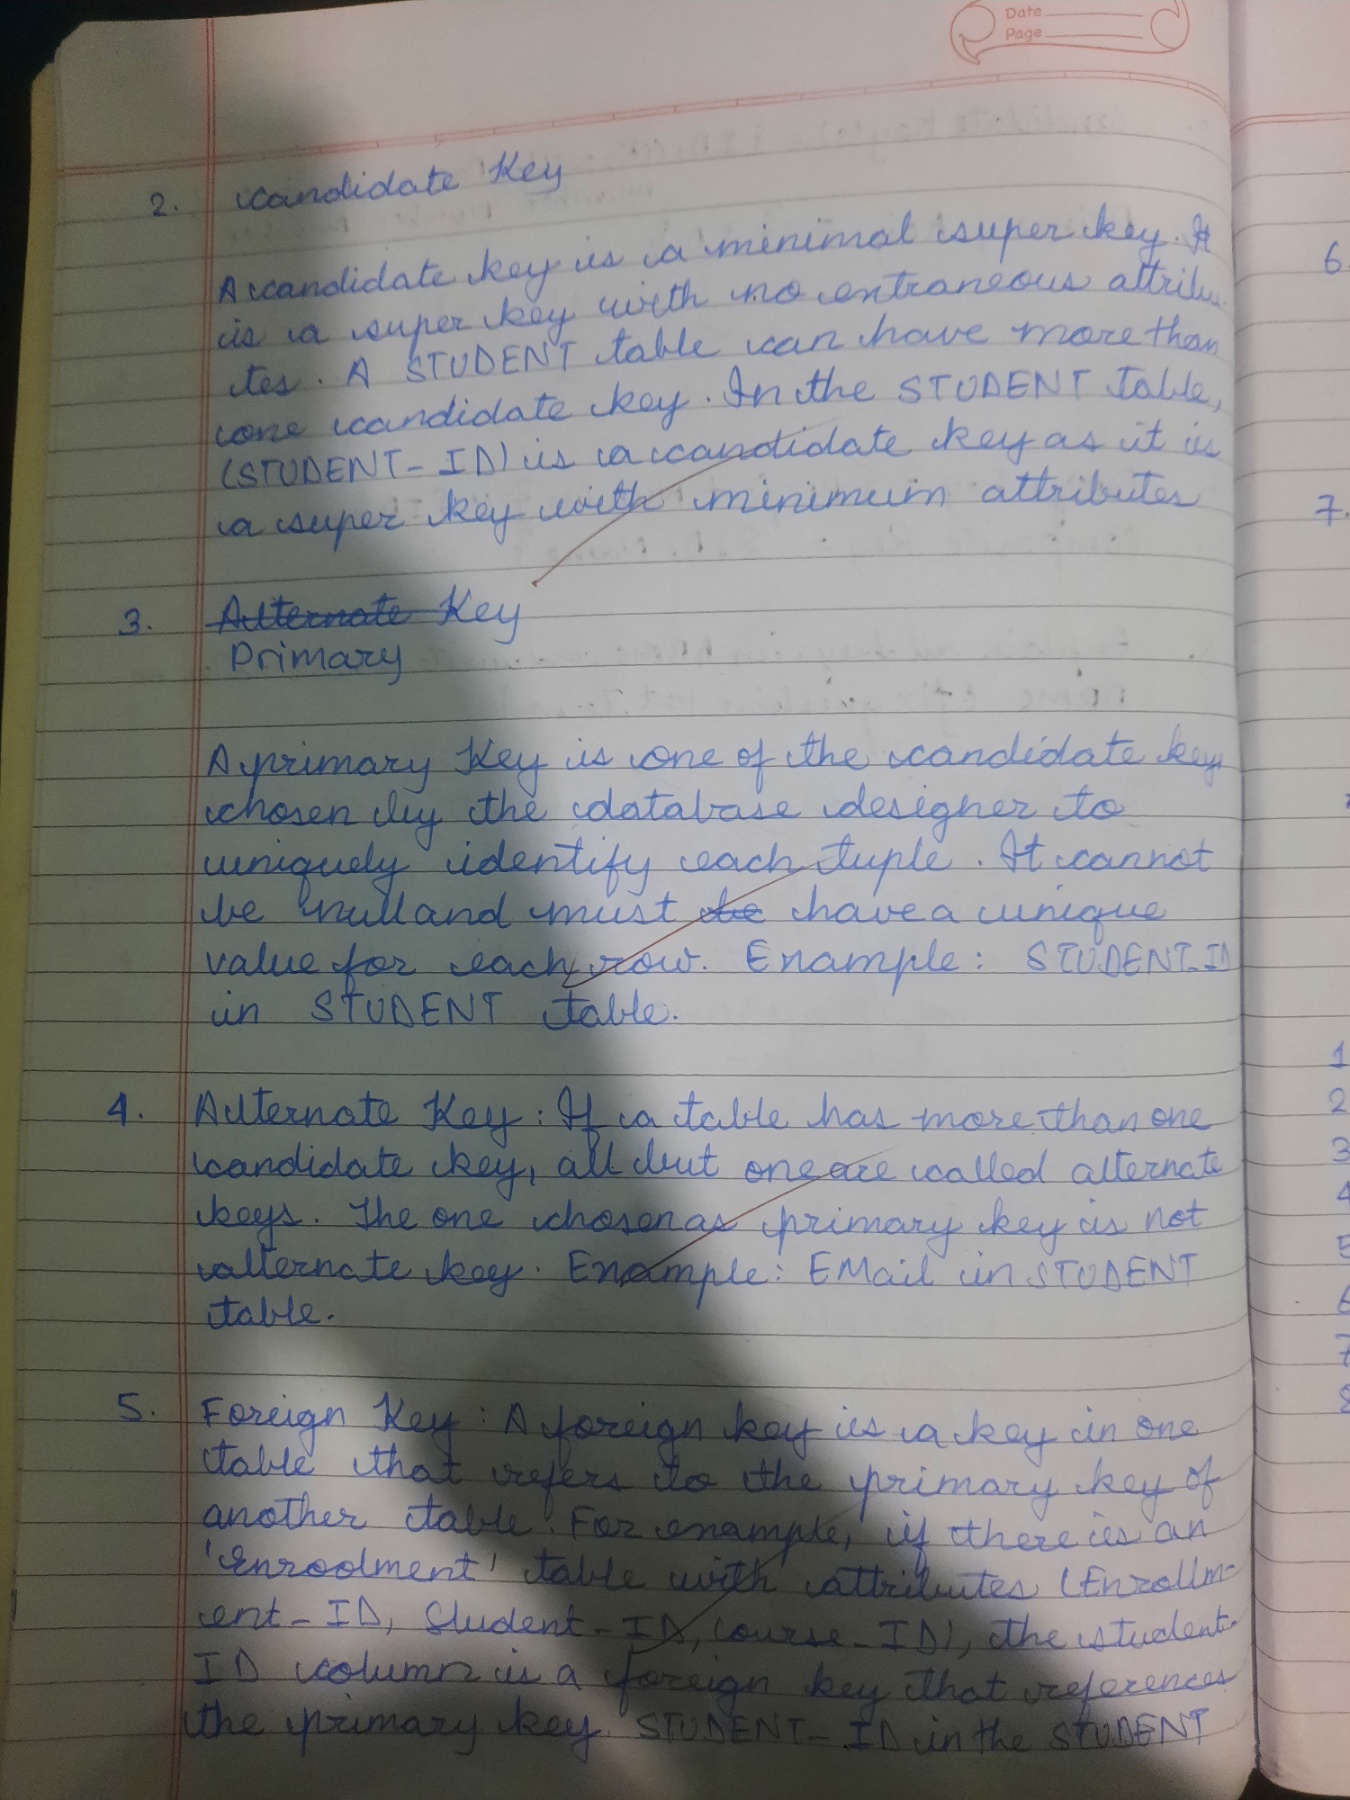 Date
Page
2. Candidate Key
A candidate key is a minimal super key. It
is a super key with no extraneous attribu-
tes. A STUDENT table can have more than
one candidate key. In the STUDENT table,
(STUDENT-ID) is a candidate key as it is
a super key with minimum attributes
3. Alternate Key
Primary
A primary Key is one of the candidate keys
chosen by the database designer to
uniquely identify each tuple. It cannot
be null and must be have a unique
value for each row. Example: STUDENT-ID
in STUDENT table.
4. Alternate Key: If a table has more than one
candidate key, all but one are called alternate
keys. The one chosen as primary key is not
alternate key. Example: EMail in STUDENT
table.
5. Foreign Key: A foreign key is a key in one
table that refers to the primary key of
another table. For example, if there is an
'Enroolment' table with attributes (Enrollm-
ent-ID, Student-ID, Course-ID), the student-
ID column is a foreign key that references
the primary key STUDENT-ID in the STUDENT
6.
7.
1
2
3
4
5
6
7
8